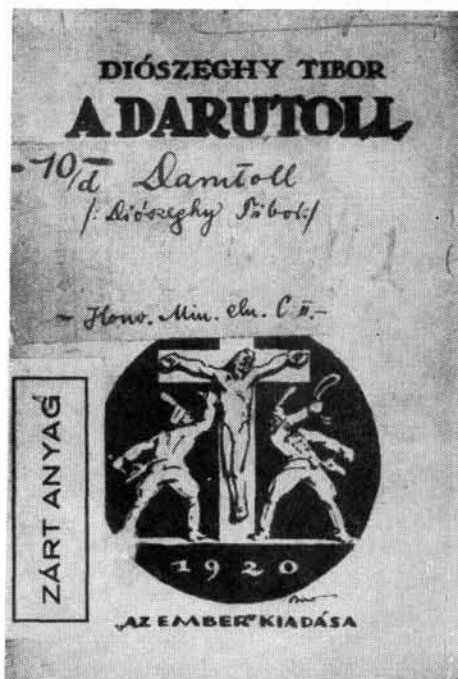 DIÓSZEGHY TIBOR
A DARUTOLL
-10/d Darutoll
/: Diószeghy Tibor:/
- Honv. Min. eln. C II.-
ZÁRT ANYAG
1920
"AZ EMBER" KIADÁSA